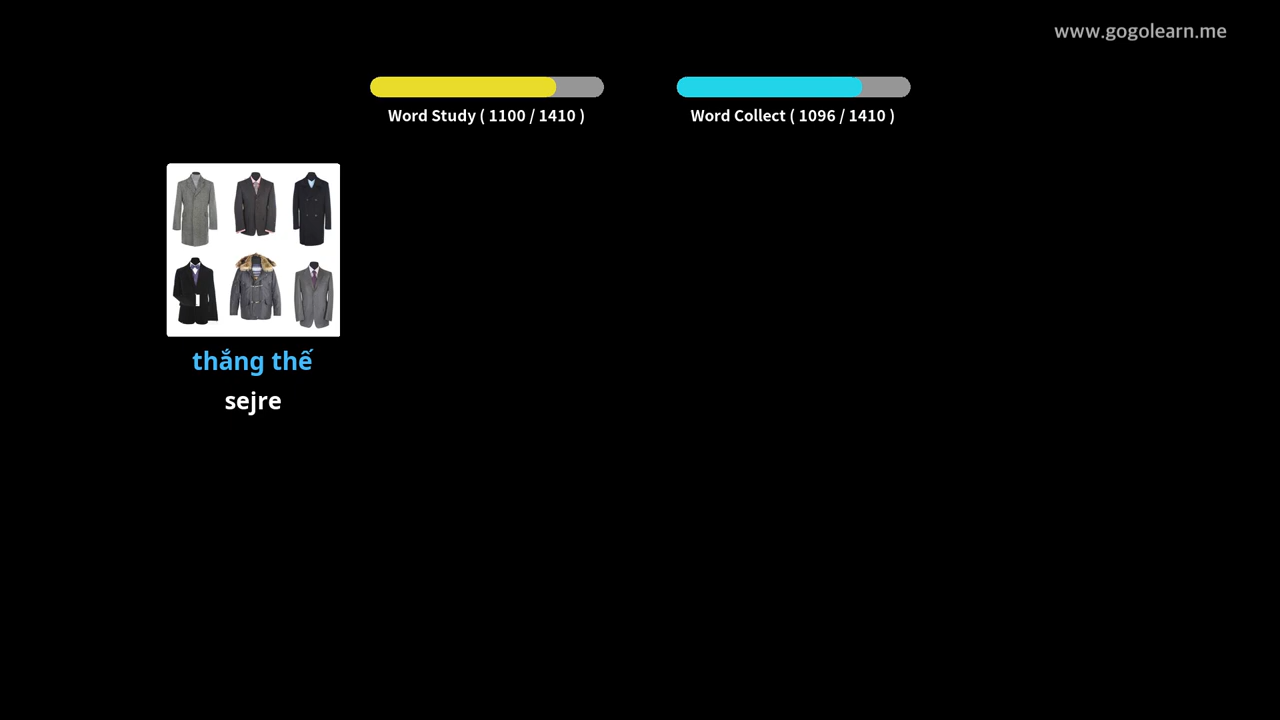 www.gogolearn.me
Word Study ( 1100 / 1410 )
Word Collect ( 1096 / 1410 )
thắng thế
sejre